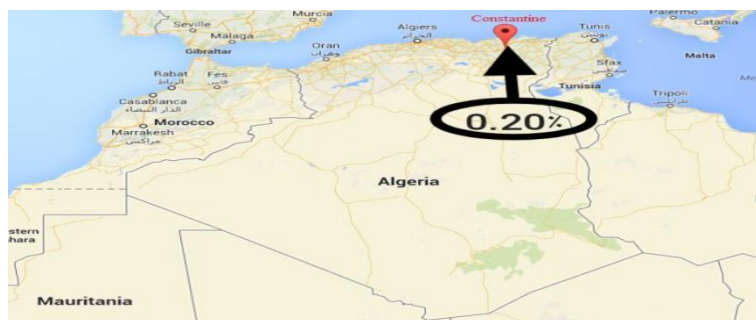 Seville
Murcia
Palermo
Constantine
Catania
Malaga
Algiers
الجزائر
Tunis
تونس
Gibraltar
Oran
وهران
Malta
Rabat
الرباط
Fes
فاس
Sfax
صفاقس
Casablanca
الدار البيضاء
Tunisia
Tripoli
طرابلس
Morocco
Marrakesh
مراكش
0.20%
Algeria
stern
hara
Mauritania